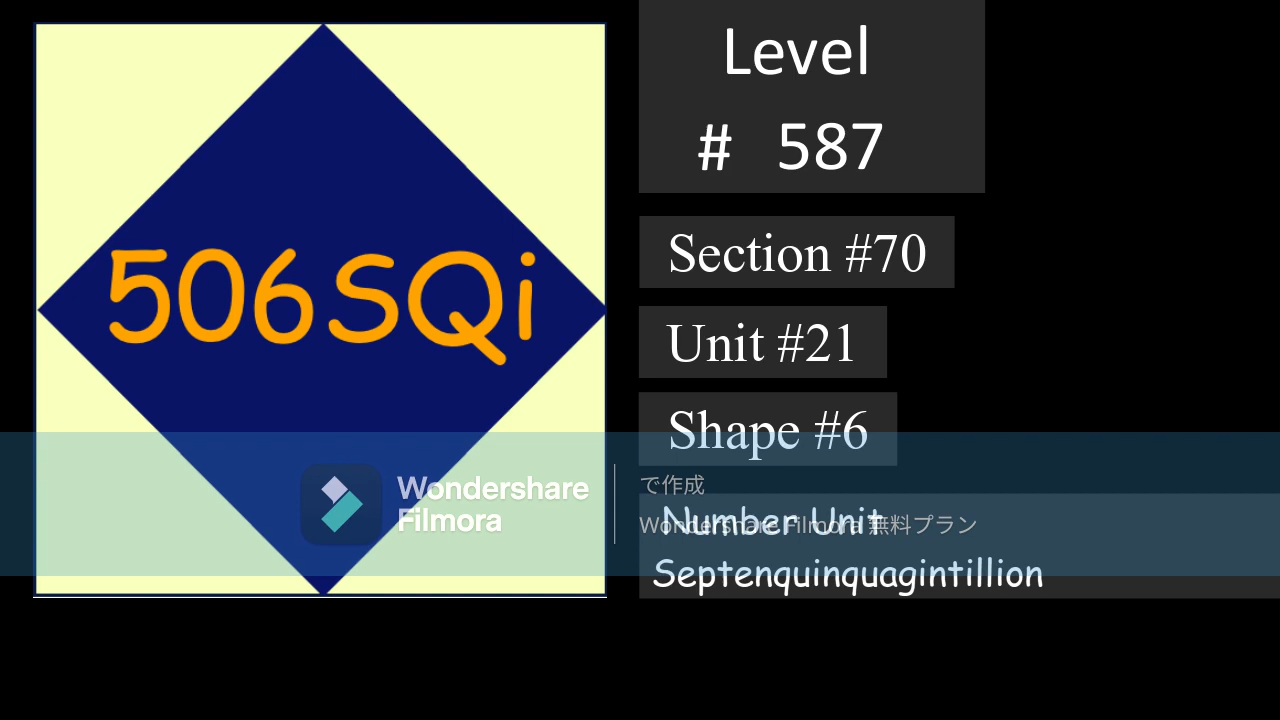 506SQi
Level
# 587
Section #70
Unit #21
Shape #6
Wondershare
Filmora
で作成
Wondershare Filmora 無料プラン
Number Unit
Septenquinquagintillion